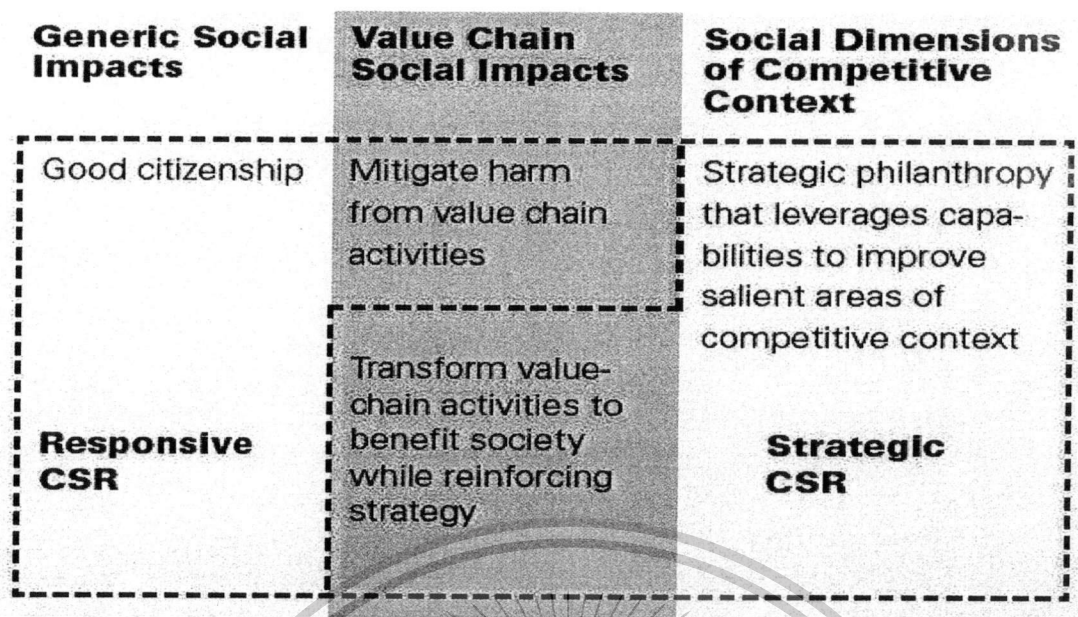 Generic Social
Impacts
Value Chain
Social Impacts
Social Dimensions
of Competitive
Context
Good citizenship
Mitigate harm
from value chain
activities
Strategic philanthropy
that leverages capa-
bilities to improve
salient areas of
competitive context
Transform value-
chain activities to
benefit society
while reinforcing
strategy
Responsive
CSR
Strategic
CSR